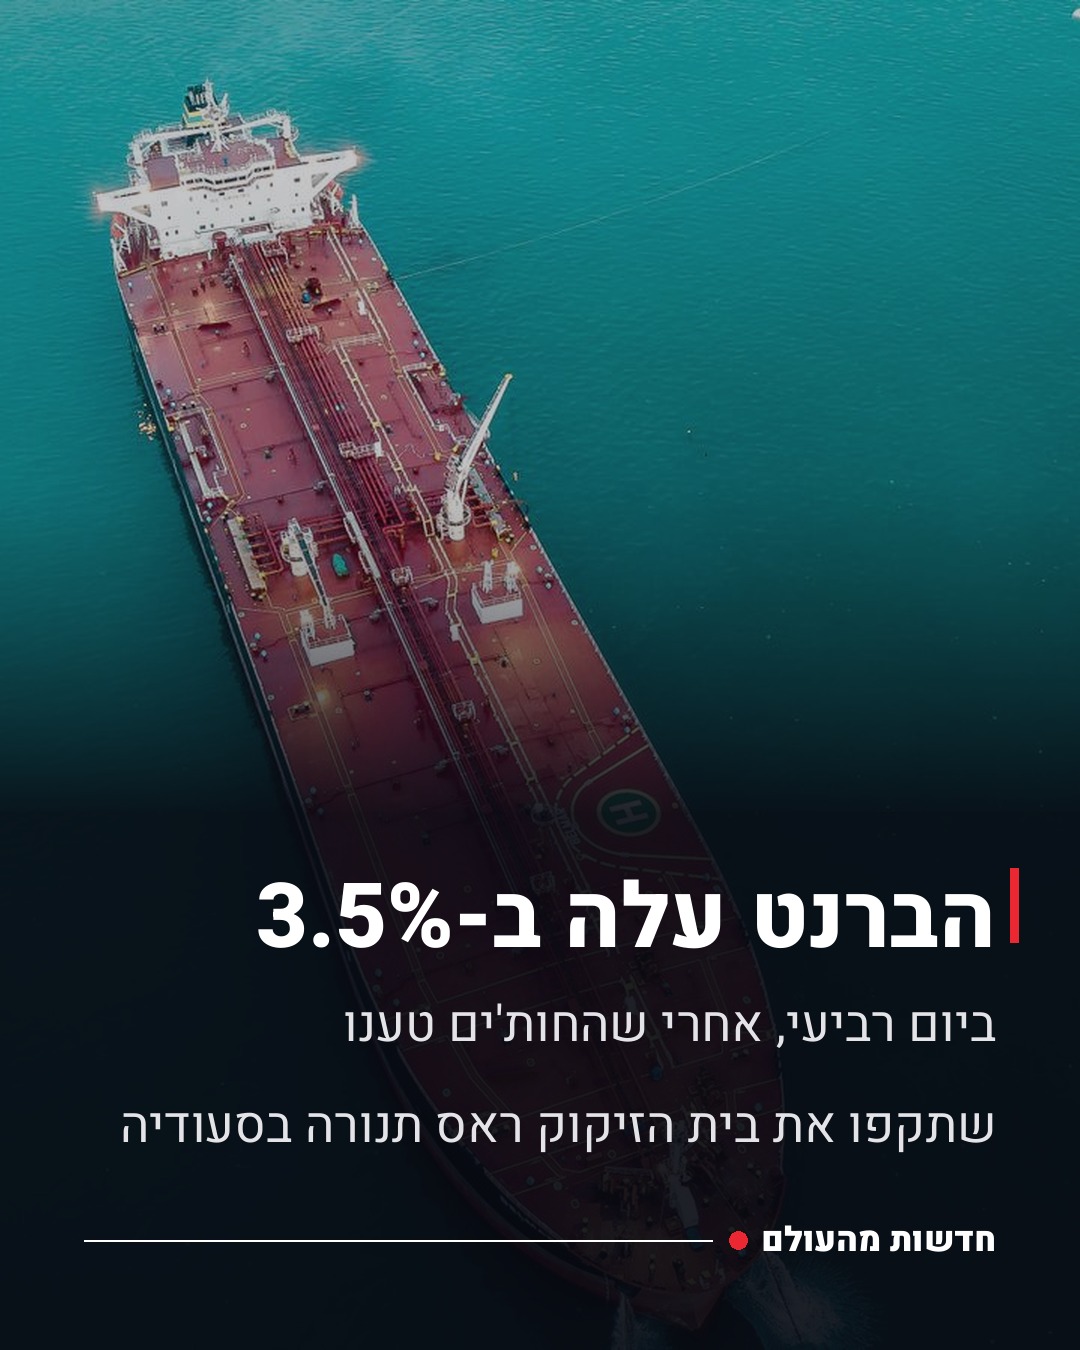 הברנט עלה ב-3.5%
ביום רביעי, אחרי שהחות'ים טענו
שתקפו את בית הזיקוק ראס תנורה בסעודיה
חדשות מהעולם
H